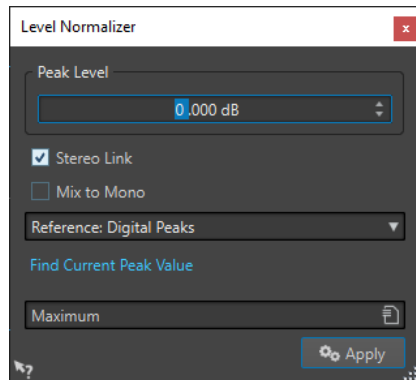 Level Normalizer
x
Peak Level
0.000 dB
Stereo Link
Mix to Mono
Reference: Digital Peaks
Find Current Peak Value
Maximum
Apply
?